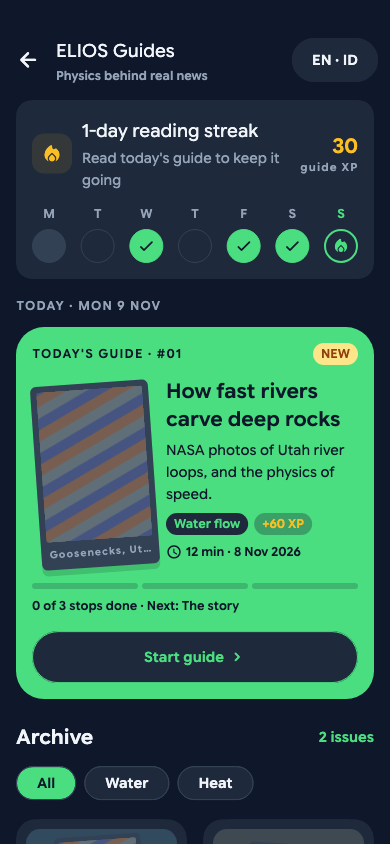 ELIOS Guides
Physics behind real news
EN · ID
1-day reading streak
Read today's guide to keep it
going
30
guide XP
M T W T F S S
TODAY · MON 9 NOV
TODAY'S GUIDE · #01
NEW
How fast rivers
carve deep rocks
NASA photos of Utah river
loops, and the physics of
speed.
Water flow
+60 XP
12 min · 8 Nov 2026
Goosenecks, Ut…
0 of 3 stops done · Next: The story
Start guide
Archive
2 issues
All
Water
Heat